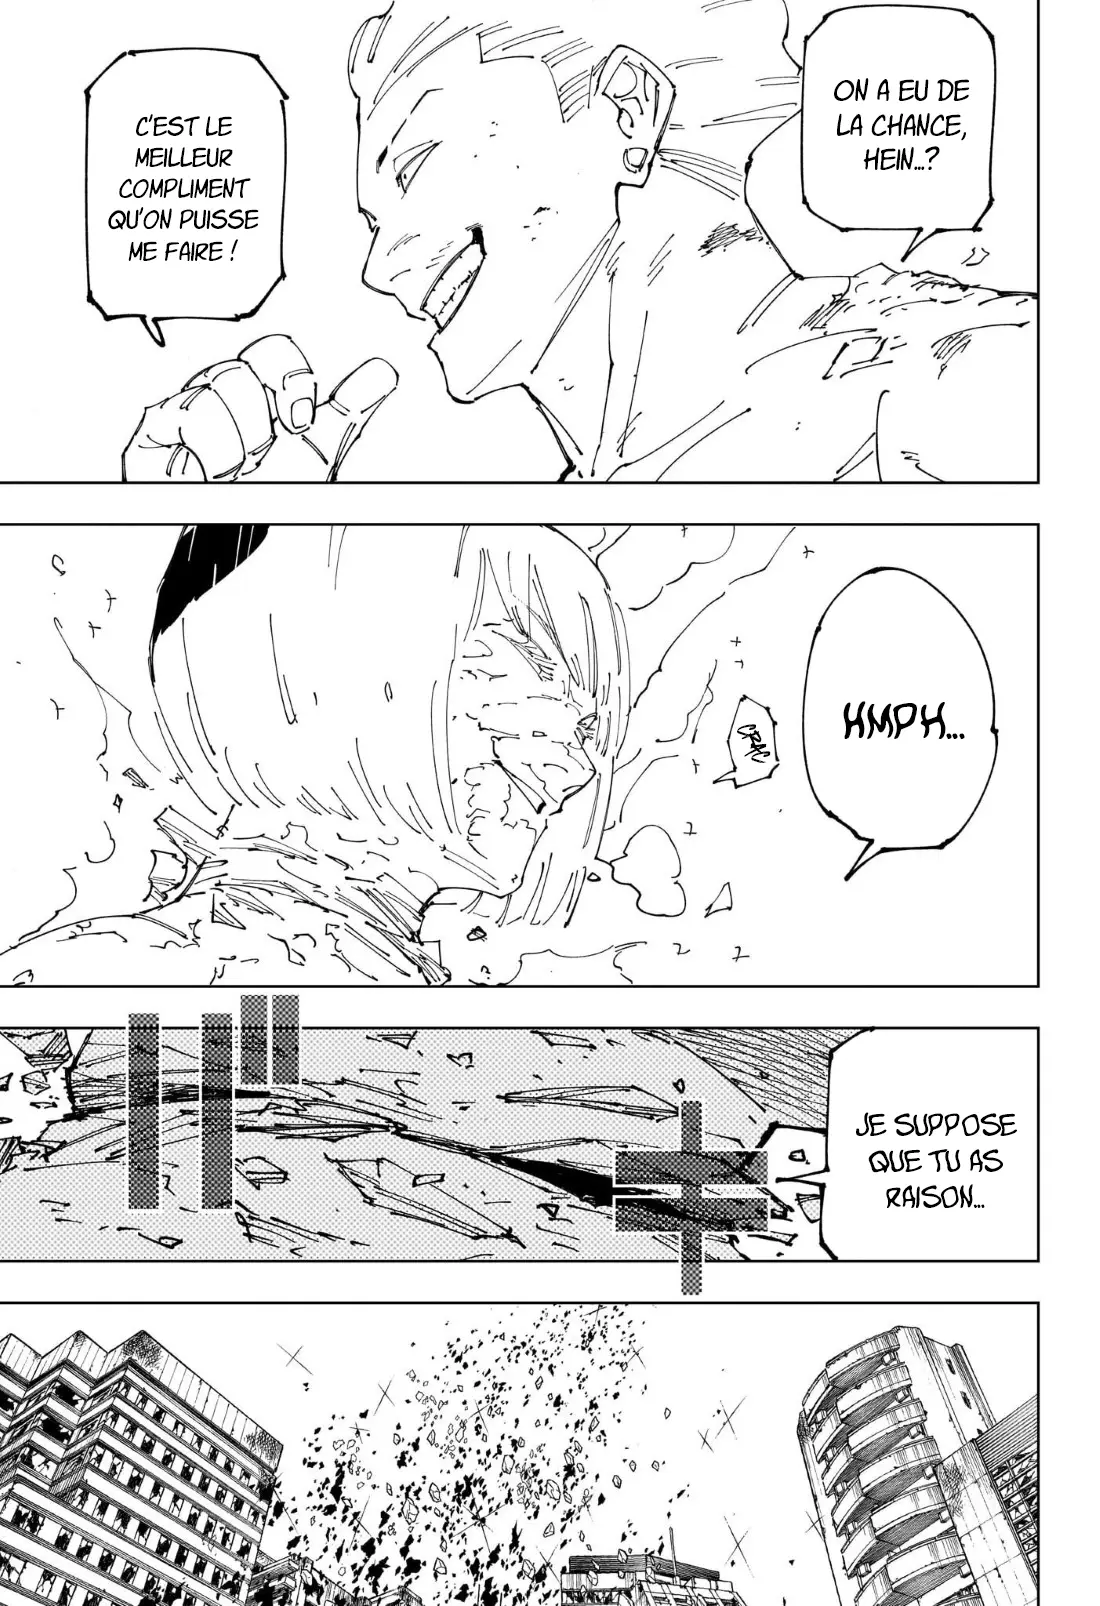 ON A EU DE
LA CHANCE,
HEIN...?
C'EST LE
MEILLEUR
COMPLIMENT
QU'ON PUISSE
ME FAIRE !
HMPH...
CRAC
JE SUPPOSE
QUE TU AS
RAISON...